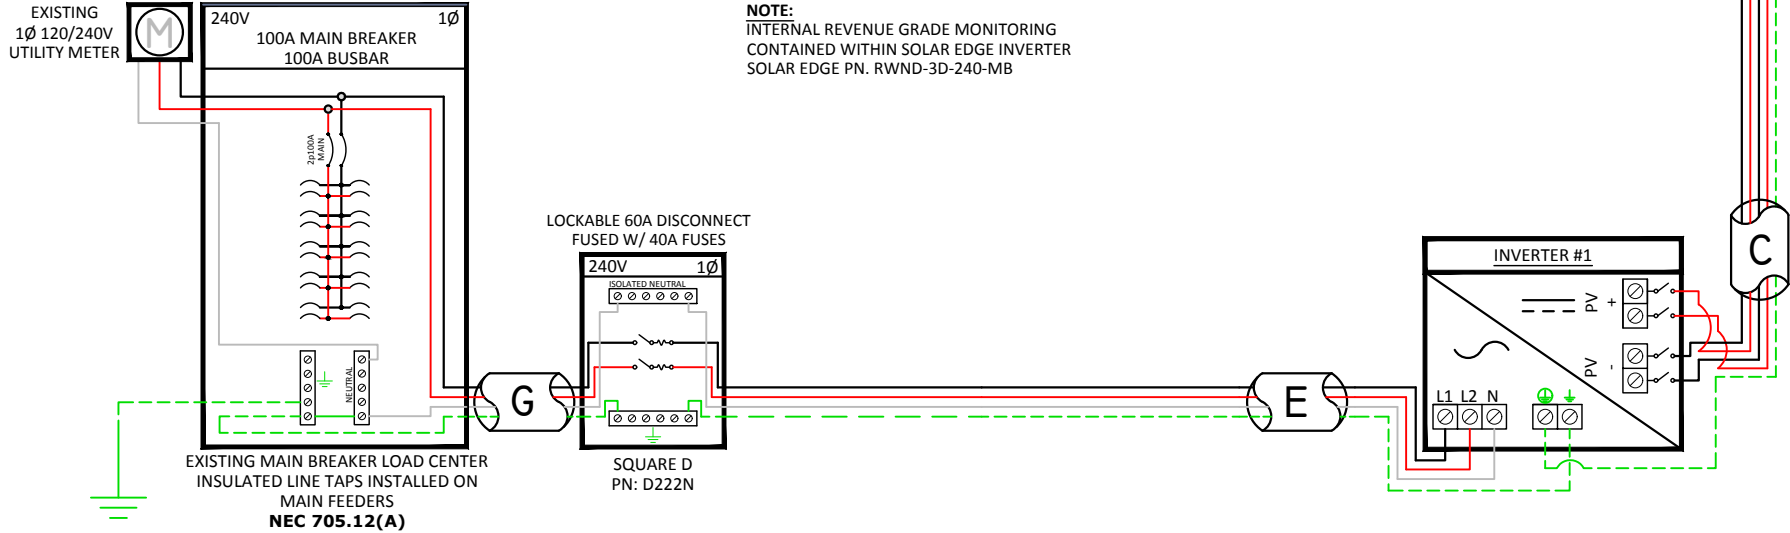 EXISTING
1Ø 120/240V
UTILITY METER
M
240V 1Ø
100A MAIN BREAKER
100A BUSBAR
2p100A
MAIN
NEUTRAL
EXISTING MAIN BREAKER LOAD CENTER
INSULATED LINE TAPS INSTALLED ON
MAIN FEEDERS
NEC 705.12(A)
G
NOTE:
INTERNAL REVENUE GRADE MONITORING
CONTAINED WITHIN SOLAR EDGE INVERTER
SOLAR EDGE PN. RWND-3D-240-MB
LOCKABLE 60A DISCONNECT
FUSED W/ 40A FUSES
240V 1Ø
ISOLATED NEUTRAL
SQUARE D
PN: D222N
E
INVERTER #1
PV +
PV -
L1 L2 N
C